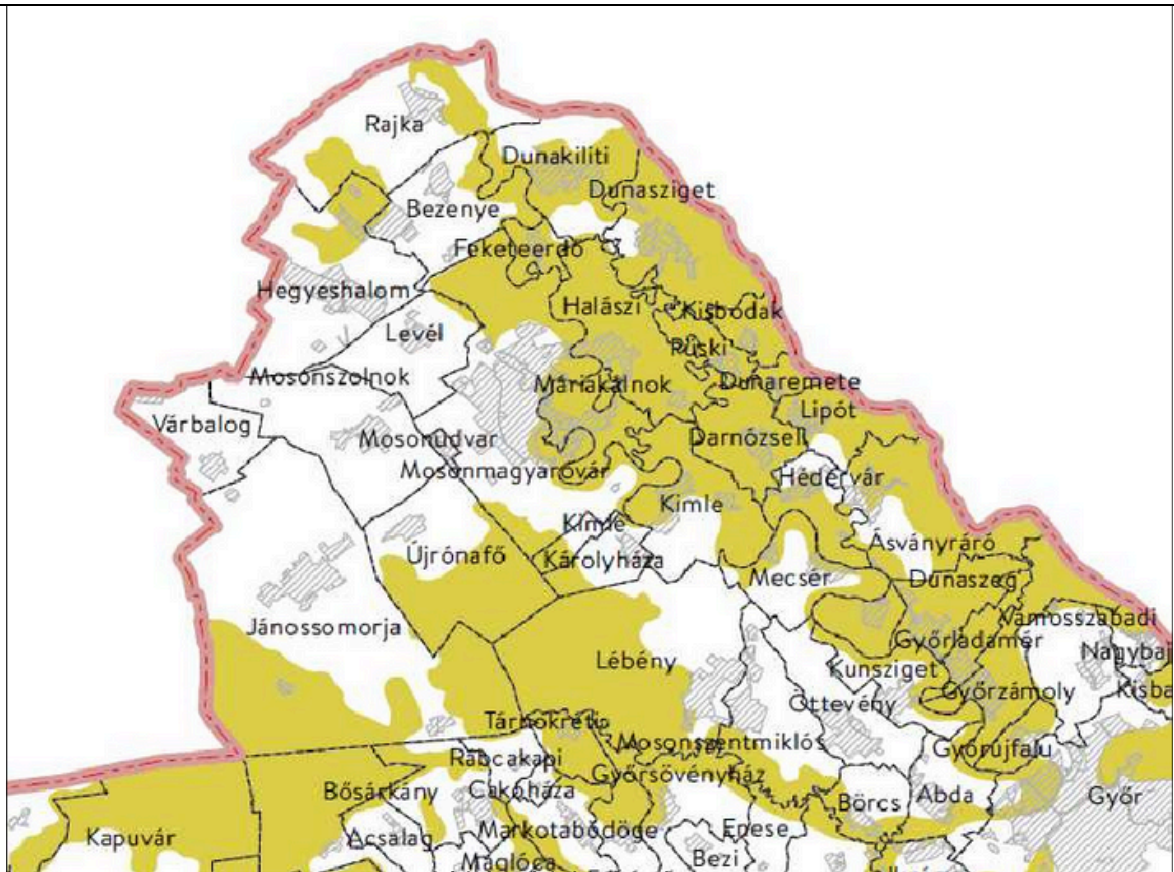 Rajka
Dunakiliti
Dunasziget
Bezenye
Feketeerdő
Hegyeshalom
Halászi
Kisbodak
Levél
Püski
Mosonszolnok
Máriakálnok
Dunaremete
Lipót
Várbalog
Mosonudvar
Darnózseli
Mosonmagyaróvár
Hédervár
Kimle
Kimle
Ásványráró
Újrónafő
Károlyháza
Mecsér
Dunaszeg
Vámosszabadi
Jánossomorja
Győrladamér
Nagybaj
Lébény
Kunsziget
Győrzámoly
Kisba
Öttevény
Tárnokréti
Mosonszentmiklós
Győrújfalu
Rábcakapi
Győrsövényház
Bősárkány
Cakóháza
Börcs
Abda
Győr
Kapuvár
Acsalag
Markotabödöge
Enese
Maglóca
Bezi